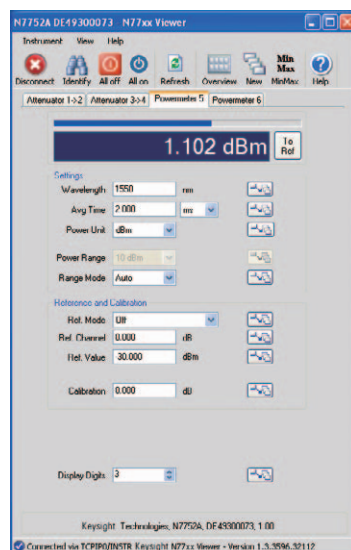 N7752A DE49300073 N77xx Viewer
Instrument View Help
Disconnect Identify All off All on Refresh Overview New MinMax Help
Min Max
Attenuator 1->2 Attenuator 3->4 Powermeter 5 Powermeter 6
1.102 dBm To Ref
Settings
Wavelength 1550 nm
Avg Time 2.000 ms
Power Unit dBm
Power Range 10 dBm
Range Mode Auto
Reference and Calibration
Ref. Mode Off
Ref. Channel 0.000 dB
Ref. Value -30.000 dBm
Calibration 0.000 dB
Display Digits 3
Keysight Technologies, N7752A, DE49300073, 1.00
Connected via TCPIP0/INSTR Keysight N77xx Viewer - Version 1.3.3596.32112